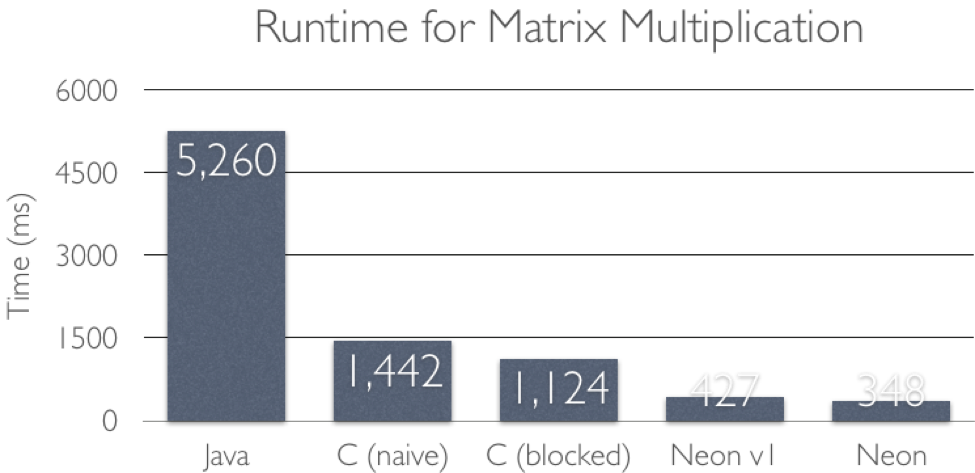 Runtime for Matrix Multiplication
Time (ms)
6000
4500
3000
1500
0
5,260
1,442
1,124
427
348
Java
C (naive)
C (blocked)
Neon v1
Neon